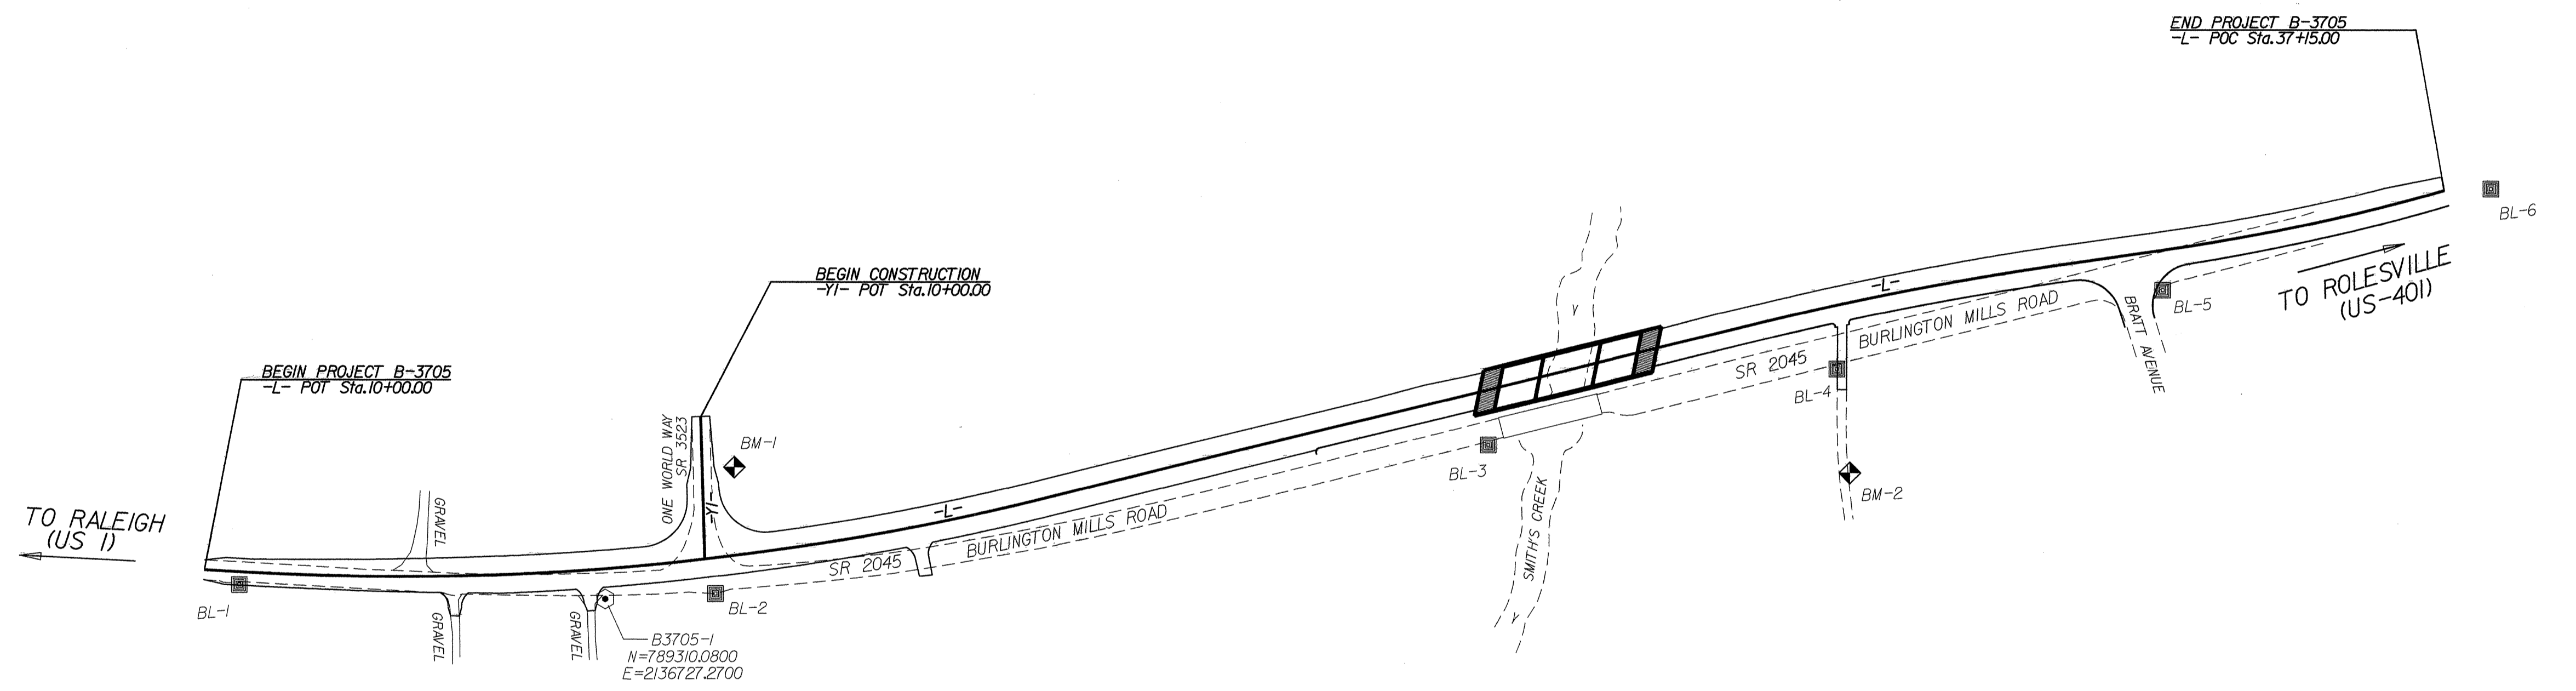 END PROJECT B-3705
-L- POC Sta.37+15.00
BL-6
TO ROLESVILLE
(US-401)
BEGIN CONSTRUCTION
-Y1- POT Sta.10+00.00
-L-
BRATT AVENUE
BL-5
BURLINGTON MILLS ROAD
SR 2045
BL-4
BEGIN PROJECT B-3705
-L- POT Sta.10+00.00
ONE WORLD WAY
SR 3523
BM-1
BL-3
BM-2
SMITH'S CREEK
-Y1-
GRAVEL
TO RALEIGH
(US 1)
-L-
BURLINGTON MILLS ROAD
SR 2045
BL-1
BL-2
GRAVEL
GRAVEL
B3705-1
N=789310.0800
E=2136727.2700